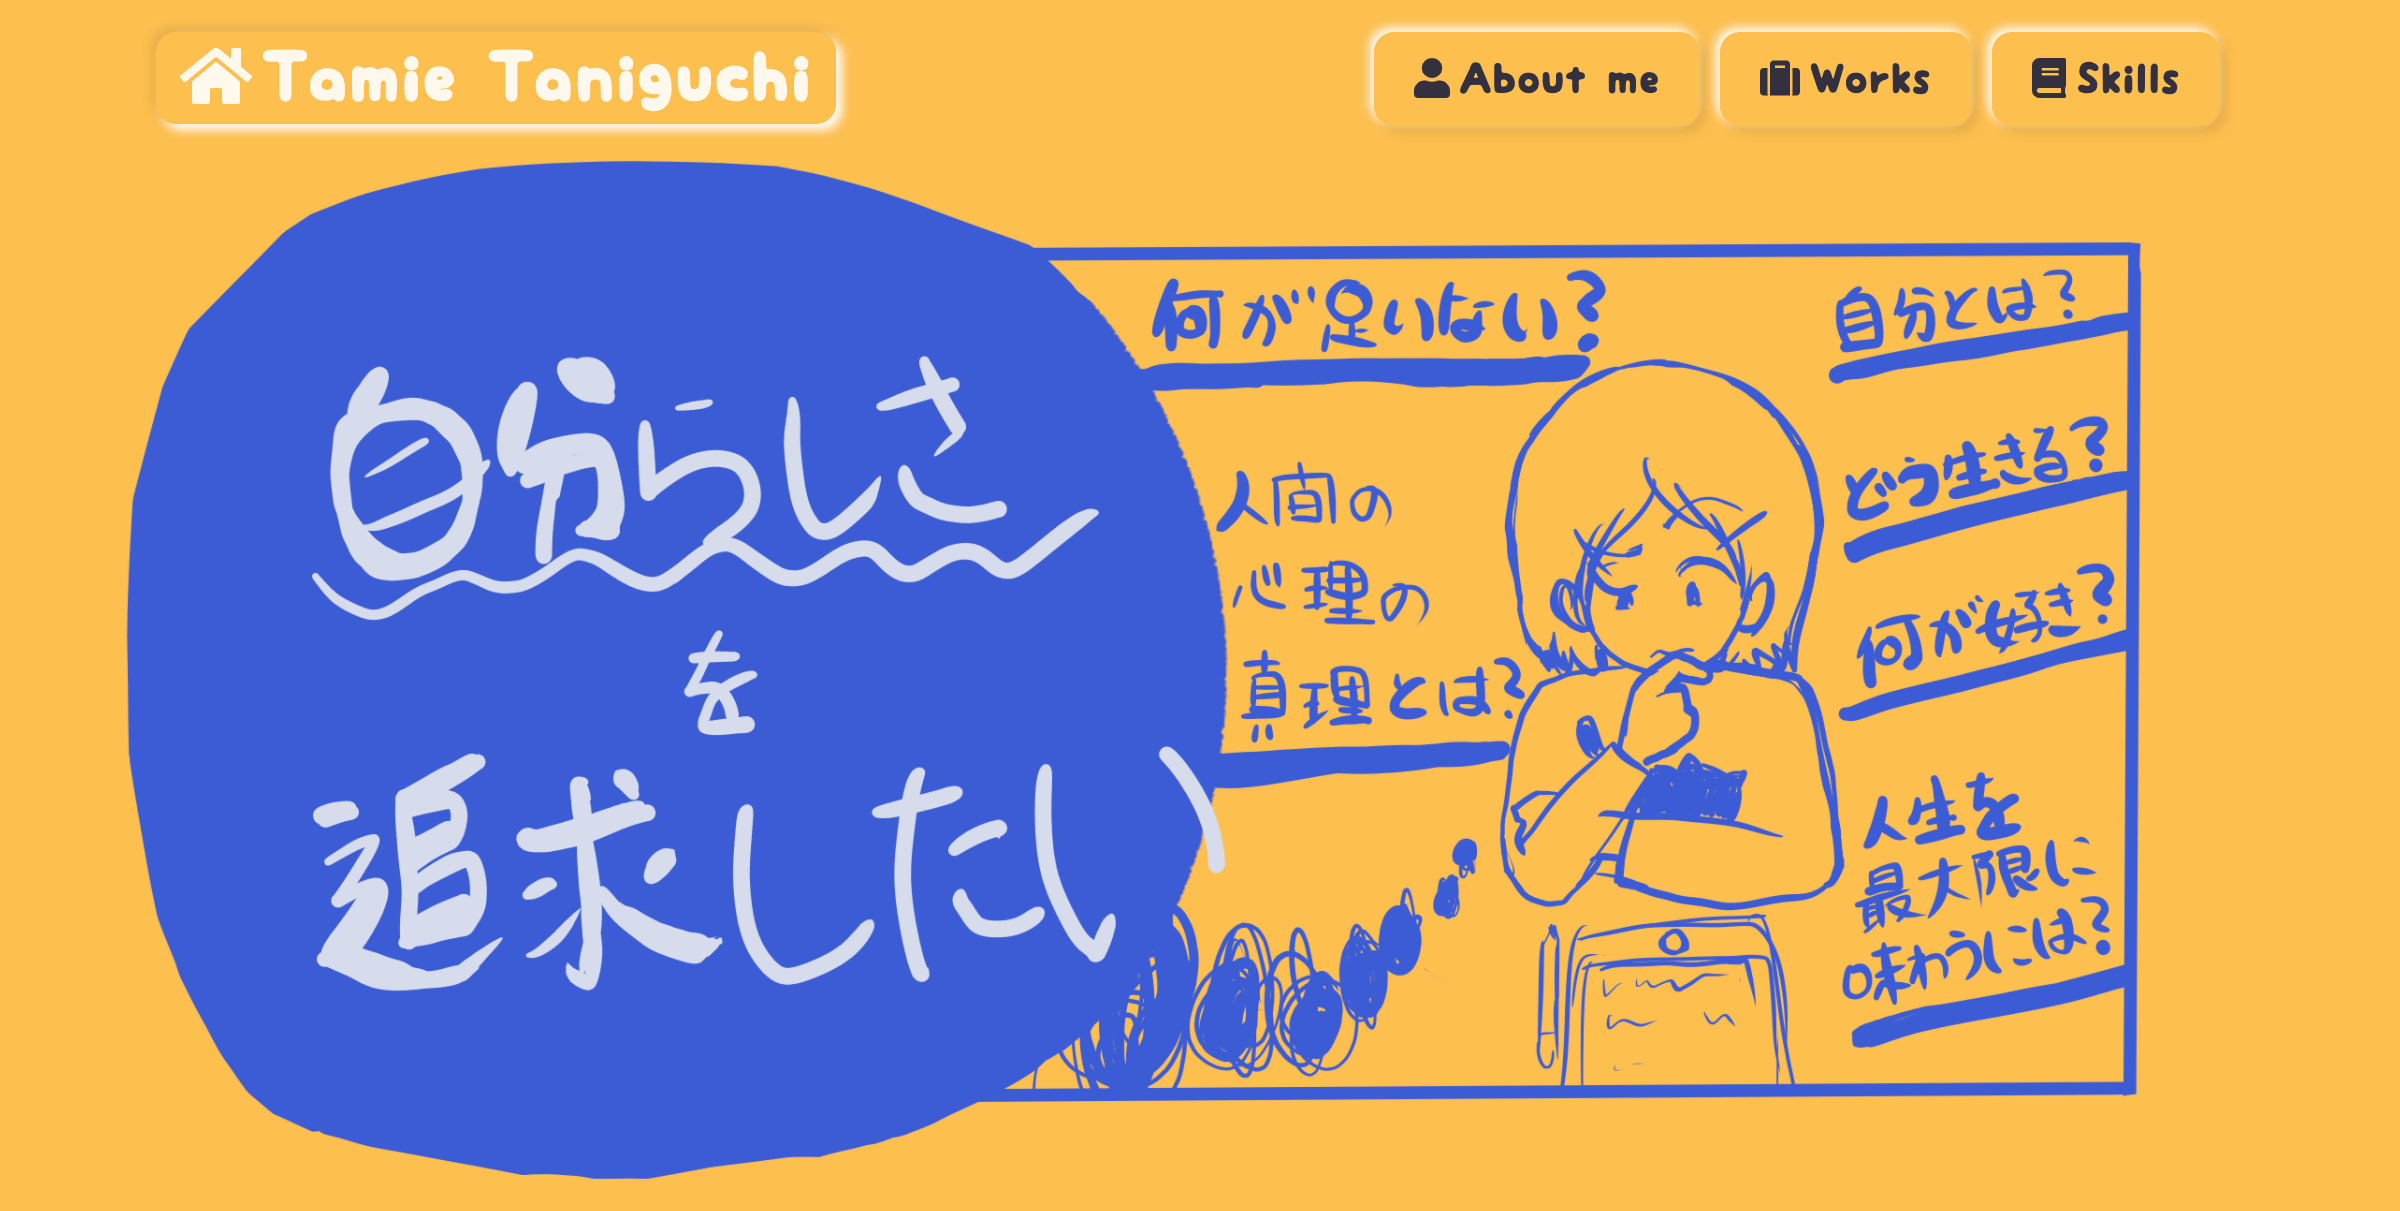 Tamie Taniguchi
About me
Works
Skills
自分らしさ
を
追求したい
何が足りない?
人間の
心理の
真理とは?
自分とは?
どう生きる?
何が好き?
人生を
最大限に
味わうには?